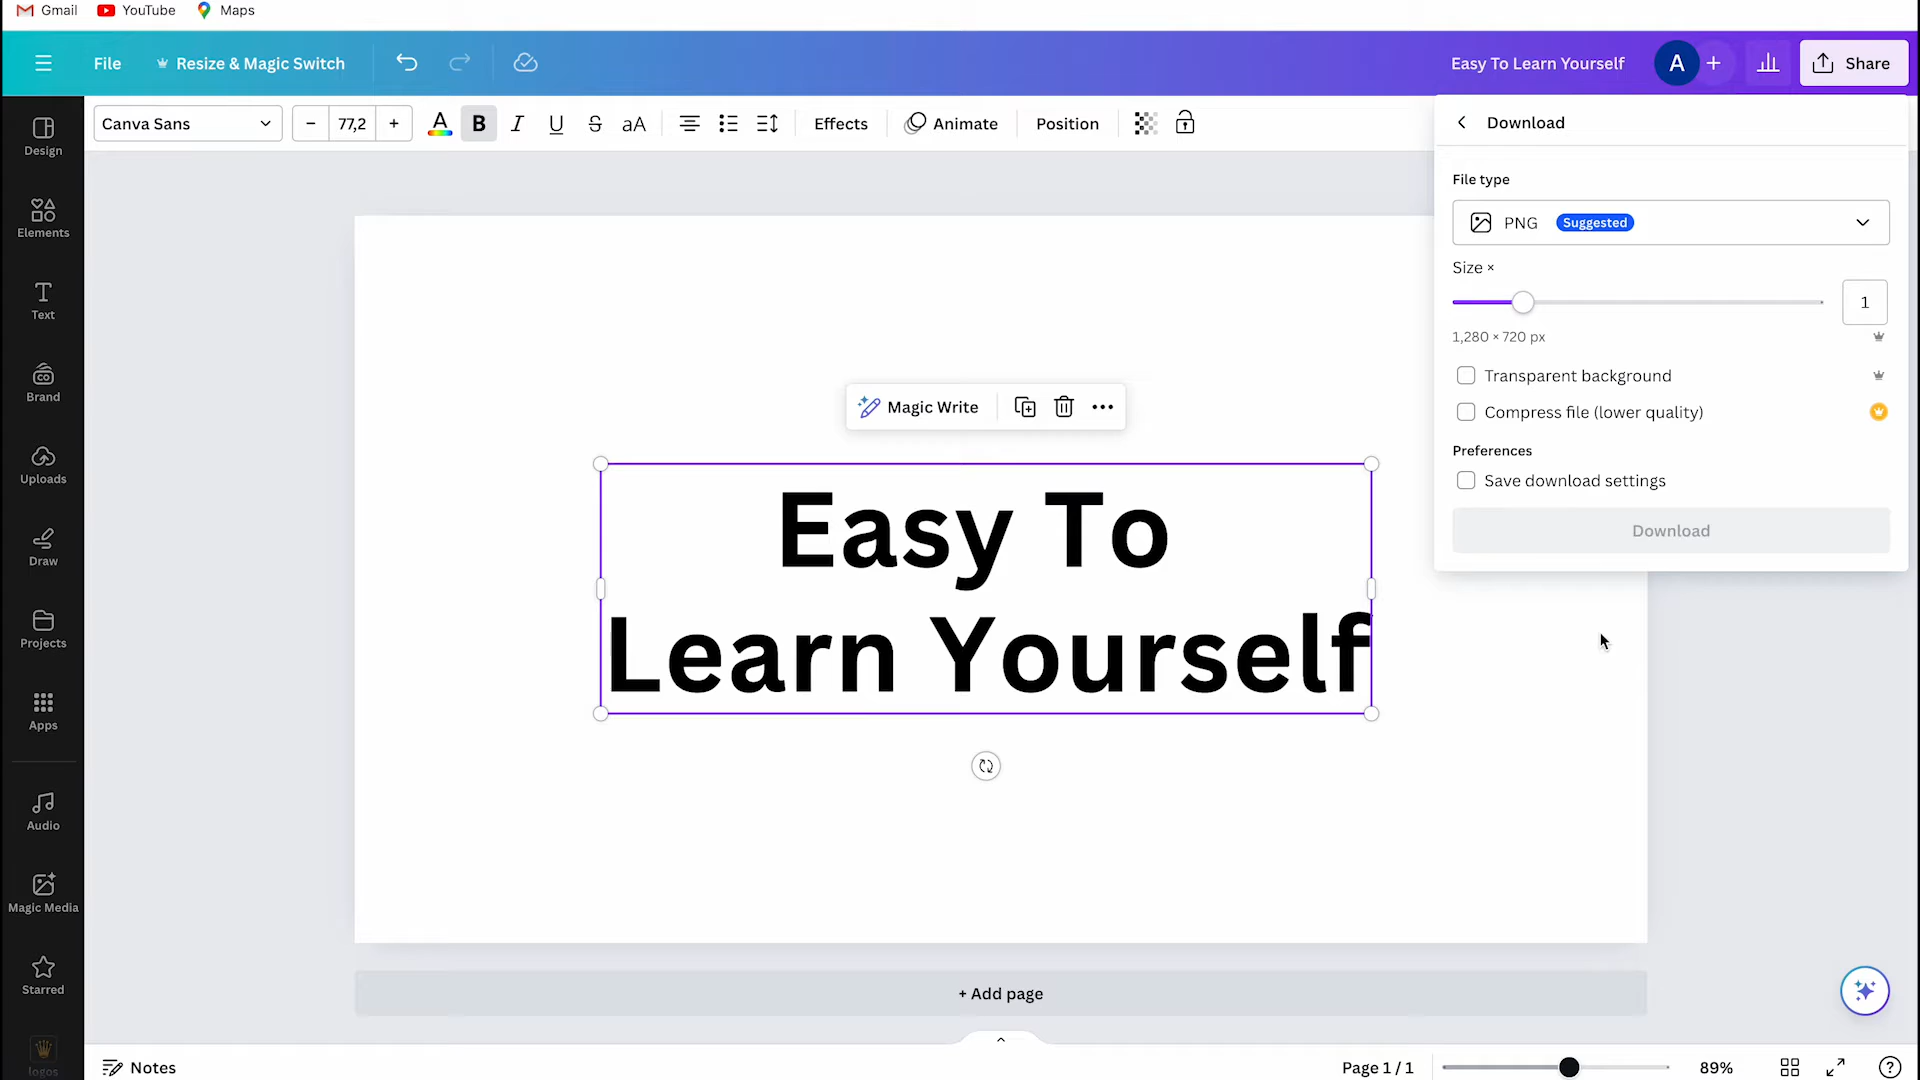 Gmail YouTube Maps
File Resize & Magic Switch Easy To Learn Yourself A + Share
Canva Sans - 77,2 + A B I U S aA Effects Animate Position
Download
File type
PNG Suggested
Size ×
1
1,280 × 720 px
Transparent background
Compress file (lower quality)
Preferences
Save download settings
Download
Design
Elements
Text
Brand
Uploads
Draw
Projects
Apps
Audio
Magic Media
Starred
logos
Magic Write
Easy To
Learn Yourself
+ Add page
Notes Page 1 / 1 89%